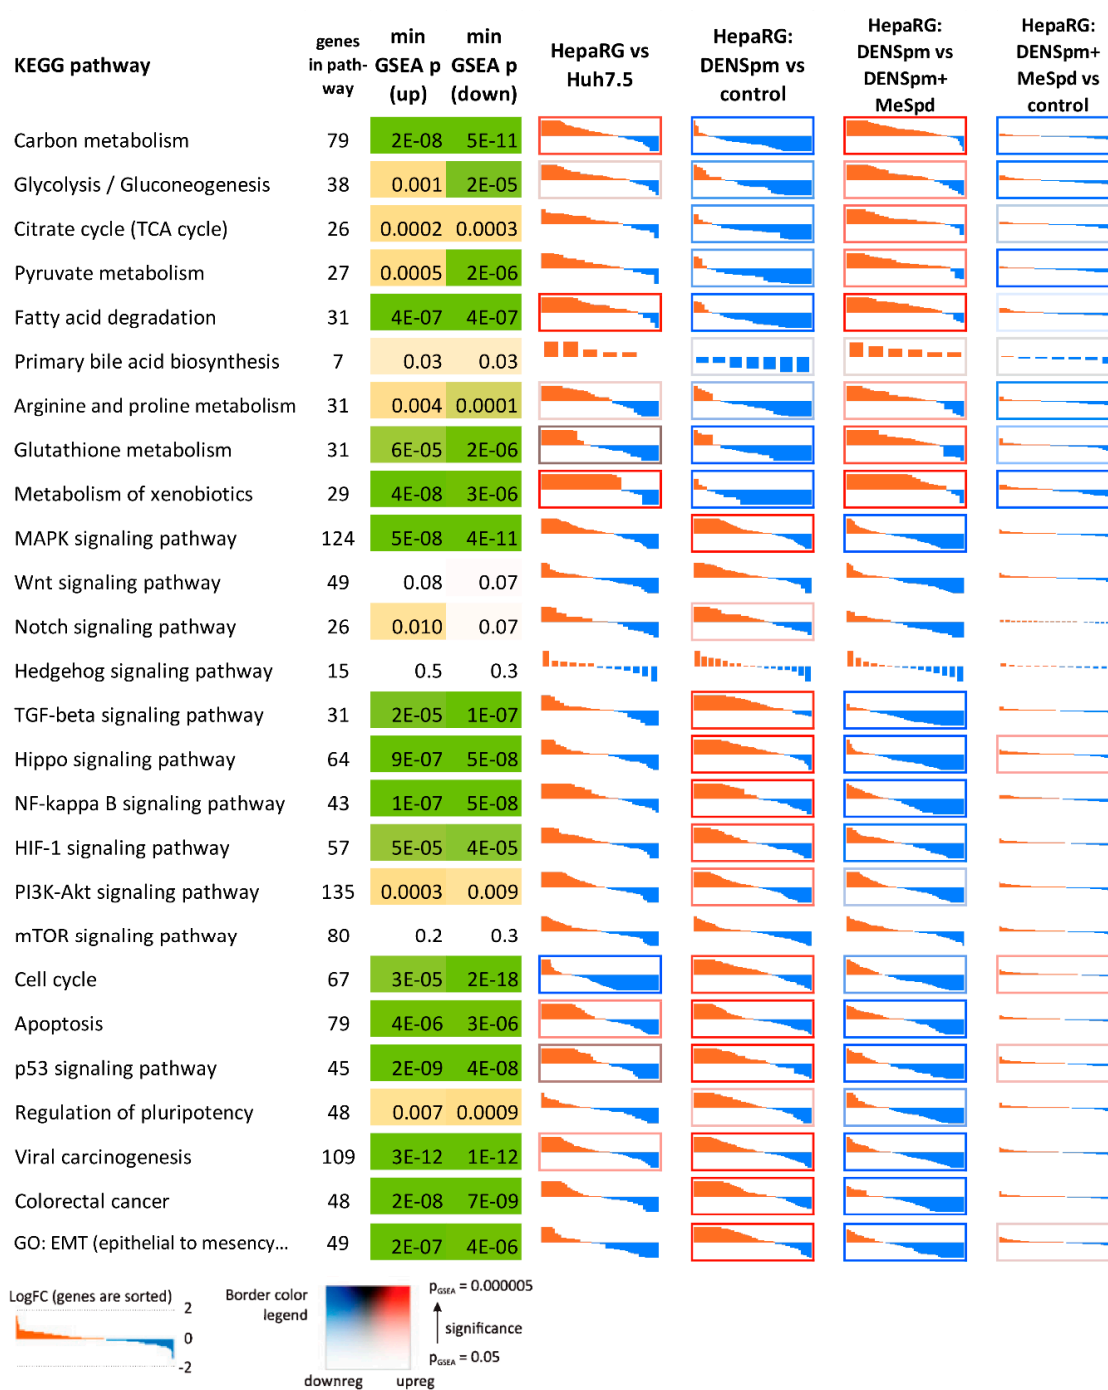 KEGG pathway
genes in path-way
min GSEA p (up)
min GSEA p (down)
HepaRG vs Huh7.5
HepaRG: DENSpm vs control
HepaRG: DENSpm vs DENSpm+ MeSpd
HepaRG: DENSpm+ MeSpd vs control
Carbon metabolism 79 2E-08 5E-11
Glycolysis / Gluconeogenesis 38 0.001 2E-05
Citrate cycle (TCA cycle) 26 0.0002 0.0003
Pyruvate metabolism 27 0.0005 2E-06
Fatty acid degradation 31 4E-07 4E-07
Primary bile acid biosynthesis 7 0.03 0.03
Arginine and proline metabolism 31 0.004 0.0001
Glutathione metabolism 31 6E-05 2E-06
Metabolism of xenobiotics 29 4E-08 3E-06
MAPK signaling pathway 124 5E-08 4E-11
Wnt signaling pathway 49 0.08 0.07
Notch signaling pathway 26 0.010 0.07
Hedgehog signaling pathway 15 0.5 0.3
TGF-beta signaling pathway 31 2E-05 1E-07
Hippo signaling pathway 64 9E-07 5E-08
NF-kappa B signaling pathway 43 1E-07 5E-08
HIF-1 signaling pathway 57 5E-05 4E-05
PI3K-Akt signaling pathway 135 0.0003 0.009
mTOR signaling pathway 80 0.2 0.3
Cell cycle 67 3E-05 2E-18
Apoptosis 79 4E-06 3E-06
p53 signaling pathway 45 2E-09 4E-08
Regulation of pluripotency 48 0.007 0.0009
Viral carcinogenesis 109 3E-12 1E-12
Colorectal cancer 48 2E-08 7E-09
GO: EMT (epithelial to mesency... 49 2E-07 4E-06
LogFC (genes are sorted)
2
0
-2
Border color
legend
downreg upreg
pGSEA = 0.000005
significance
pGSEA = 0.05